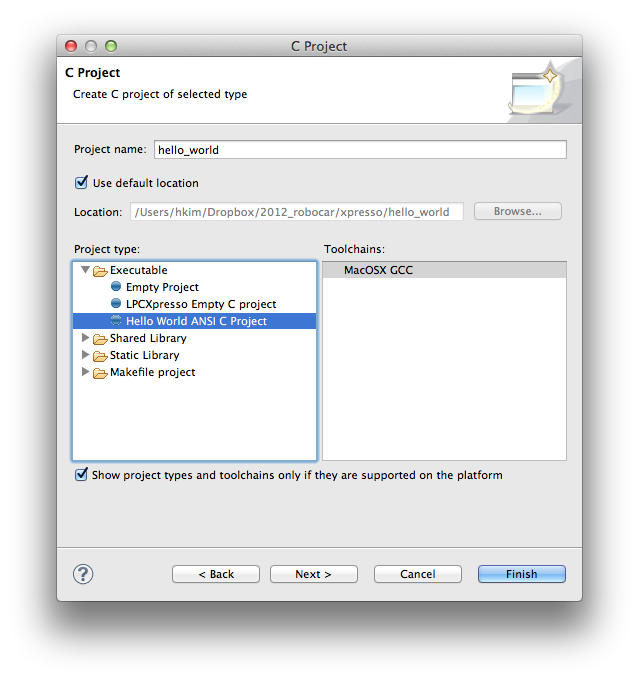 C Project
C Project
Create C project of selected type
Project name: hello_world
Use default location
Location: /Users/hkim/Dropbox/2012_robocar/xpresso/hello_world Browse...
Project type: Toolchains:
Executable MacOSX GCC
Empty Project
LPCXpresso Empty C project
Hello World ANSI C Project
Shared Library
Static Library
Makefile project
Show project types and toolchains only if they are supported on the platform
? < Back Next > Cancel Finish